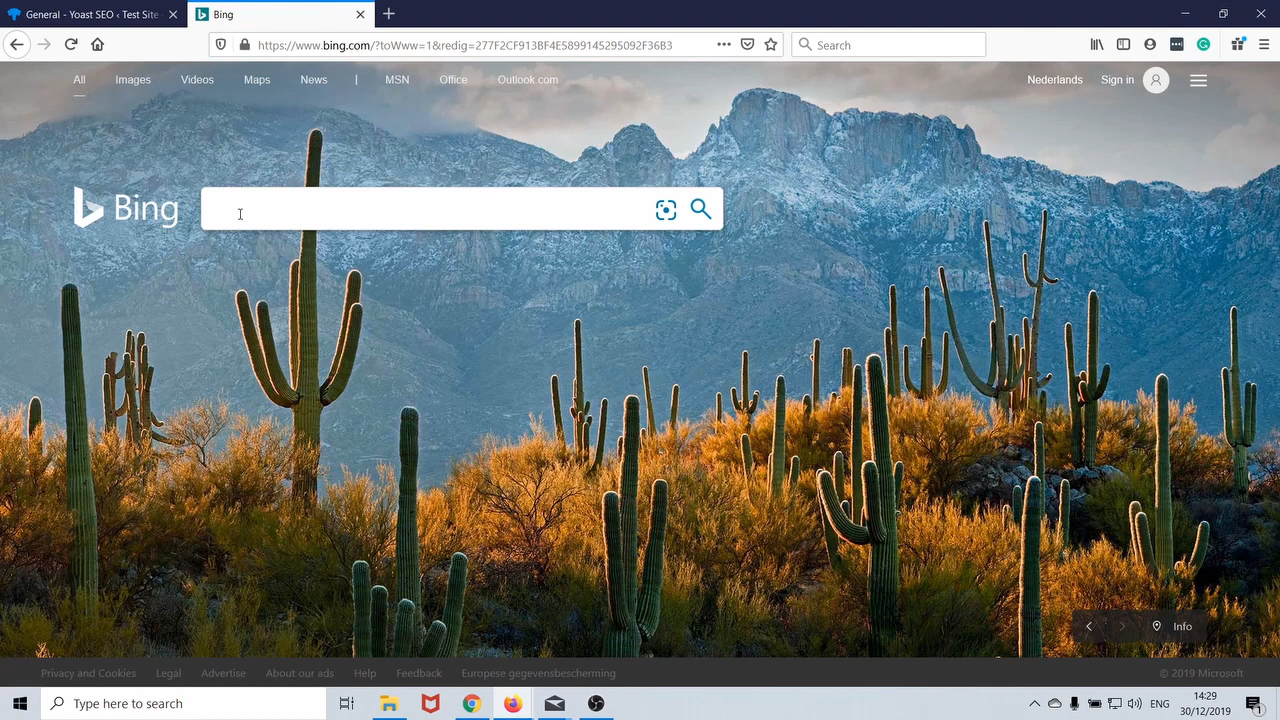 General - Yoast SEO ‹ Test Site
Bing
https://www.bing.com/?toWww=1&redig=277F2CF913BF4E5899145295092F36B3
Search
All Images Videos Maps News | MSN Office Outlook.com
Nederlands Sign in
Bing
Info
Privacy and Cookies Legal Advertise About our ads Help Feedback Europese gegevensbescherming
© 2019 Microsoft
Type here to search
ENG
14:29
30/12/2019
1